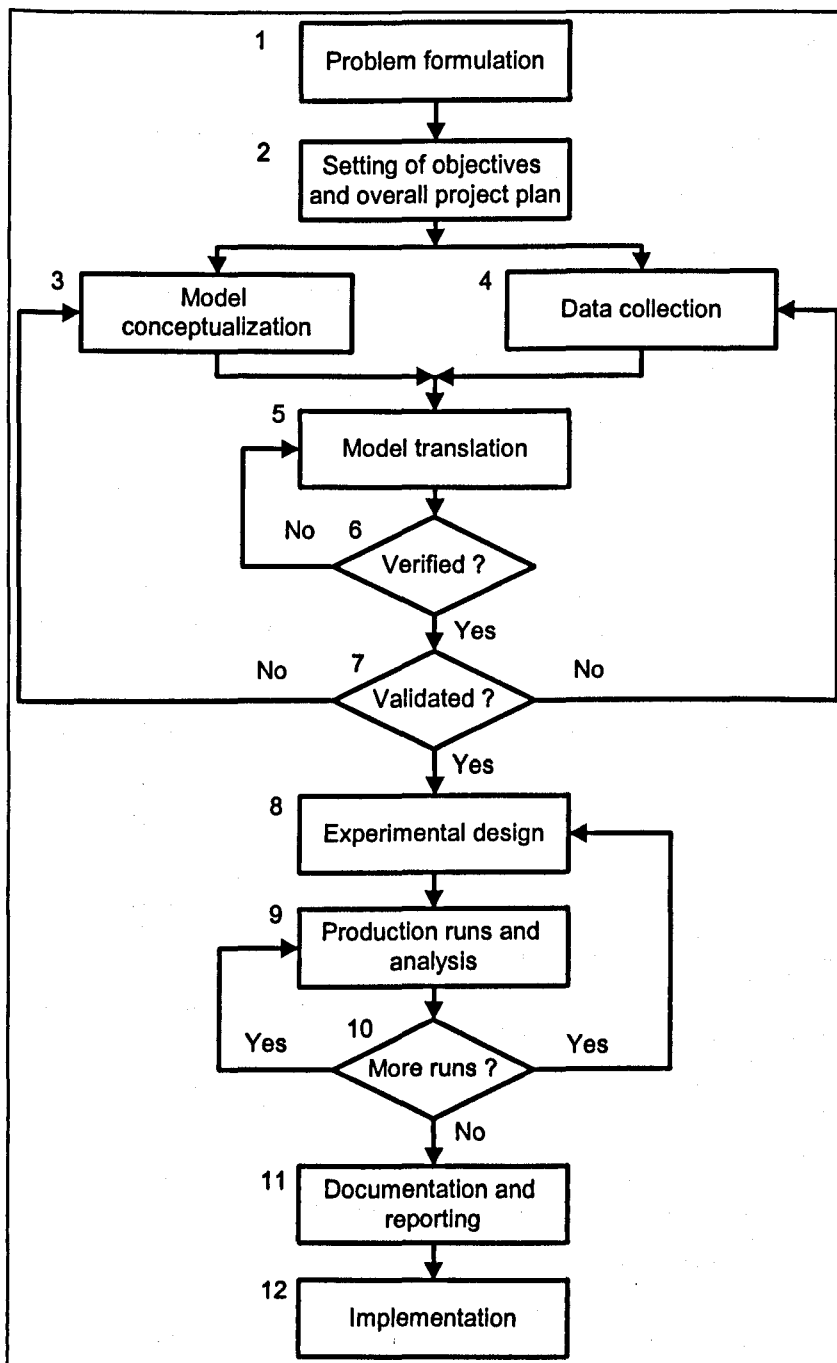 1
Problem formulation
2
Setting of objectives
and overall project plan
3
Model
conceptualization
4
Data collection
5
Model translation
6
No
Verified ?
Yes
7
No
No
Validated ?
Yes
8
Experimental design
9
Production runs and
analysis
10
Yes
Yes
More runs ?
No
11
Documentation and
reporting
12
Implementation